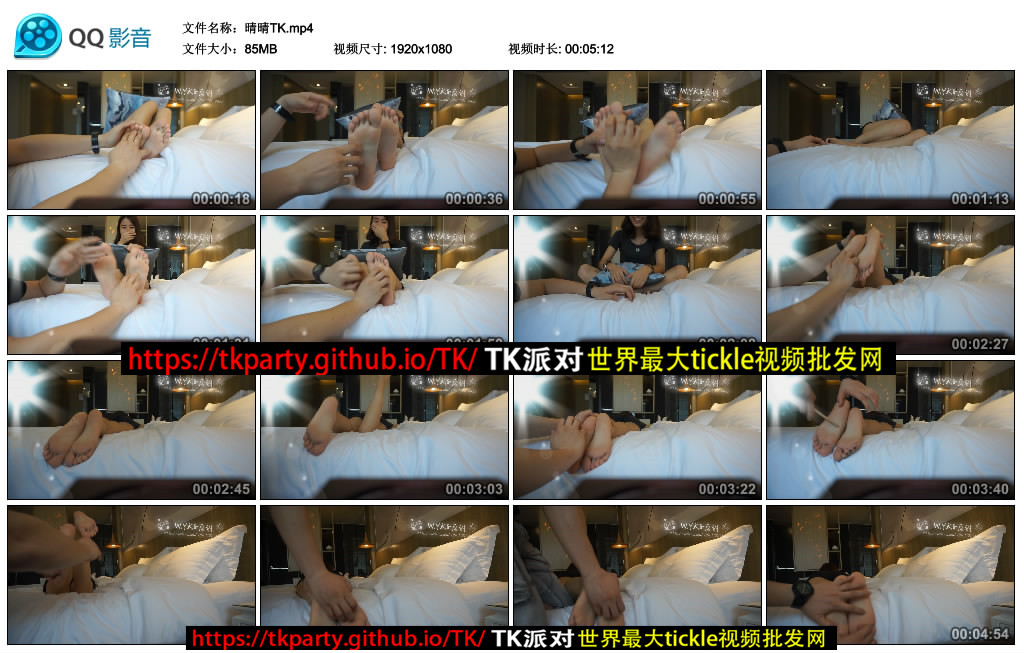 QQ影音
文件名称: 晴晴TK.mp4
文件大小: 85MB 视频尺寸: 1920x1080 视频时长: 00:05:12
00:00:18 00:00:36 00:00:55 00:01:13
00:02:27
https://tkparty.github.io/TK/ TK派对世界最大tickle视频批发网
00:02:45 00:03:03 00:03:22 00:03:40
00:04:54
https://tkparty.github.io/TK/ TK派对世界最大tickle视频批发网